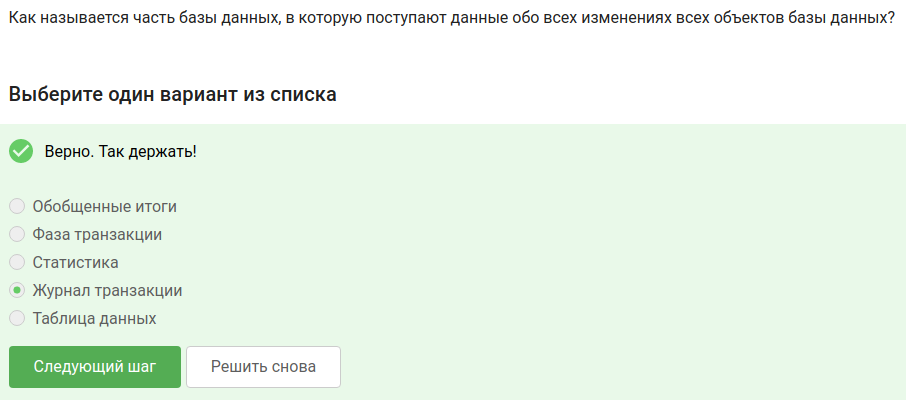 Как называется часть базы данных, в которую поступают данные обо всех изменениях всех объектов базы данных?
Выберите один вариант из списка
Верно. Так держать!
Обобщенные итоги
Фаза транзакции
Статистика
Журнал транзакции
Таблица данных
Следующий шаг
Решить снова